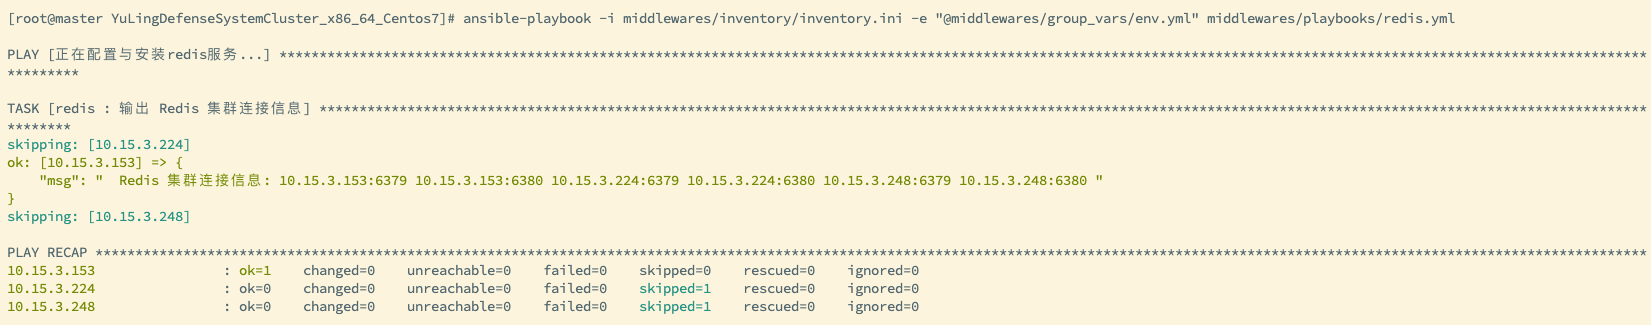 [root@master YuLingDefenseSystemCluster_x86_64_Centos7]# ansible-playbook -i middlewares/inventory/inventory.ini -e "@middlewares/group_vars/env.yml" middlewares/playbooks/redis.yml
PLAY [正在配置与安装redis服务...] ***************************************************************************************************************************************************************************
*********
TASK [redis : 输出 Redis 集群连接信息] **********************************************************************************************************************************************************************
********
skipping: [10.15.3.224]
ok: [10.15.3.153] => {
    "msg": "  Redis 集群连接信息: 10.15.3.153:6379 10.15.3.153:6380 10.15.3.224:6379 10.15.3.224:6380 10.15.3.248:6379 10.15.3.248:6380 "
}
skipping: [10.15.3.248]
PLAY RECAP **************************************************************************************************************************************************************************************************
10.15.3.153                : ok=1    changed=0    unreachable=0    failed=0    skipped=0    rescued=0    ignored=0
10.15.3.224                : ok=0    changed=0    unreachable=0    failed=0    skipped=1    rescued=0    ignored=0
10.15.3.248                : ok=0    changed=0    unreachable=0    failed=0    skipped=1    rescued=0    ignored=0